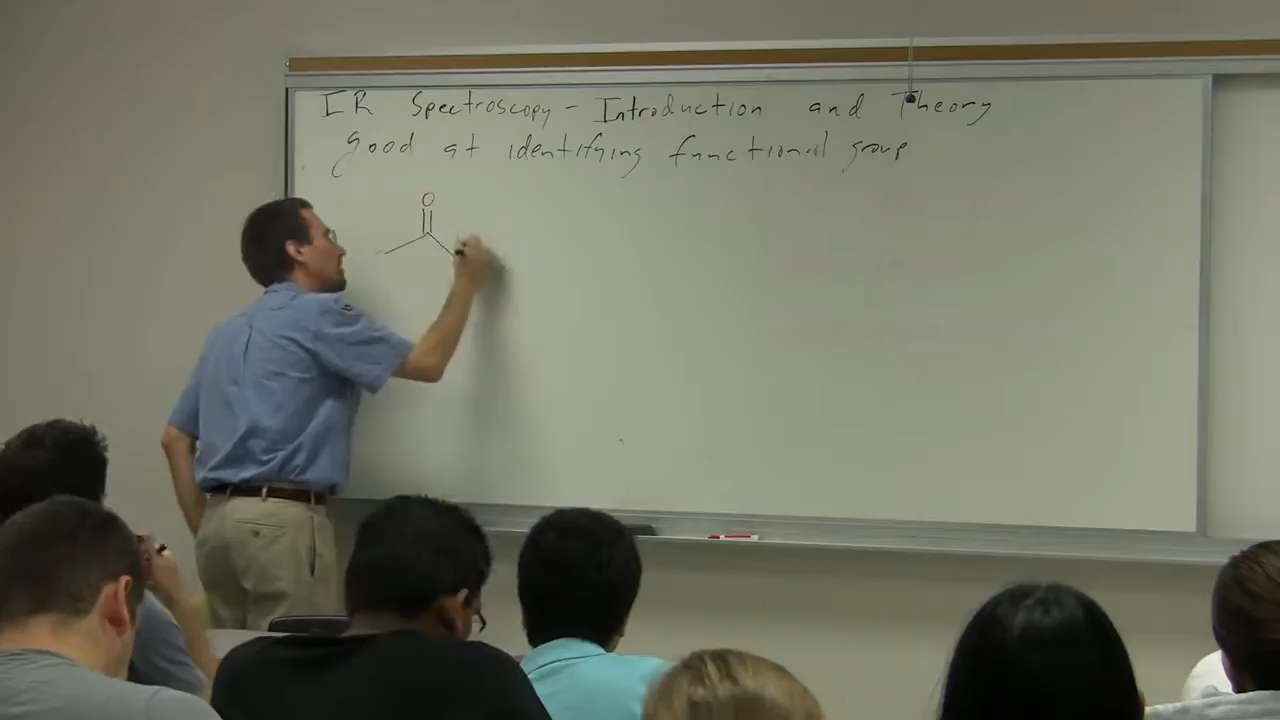 IR Spectroscopy - Introduction and Theory
good at identifying functional group
O